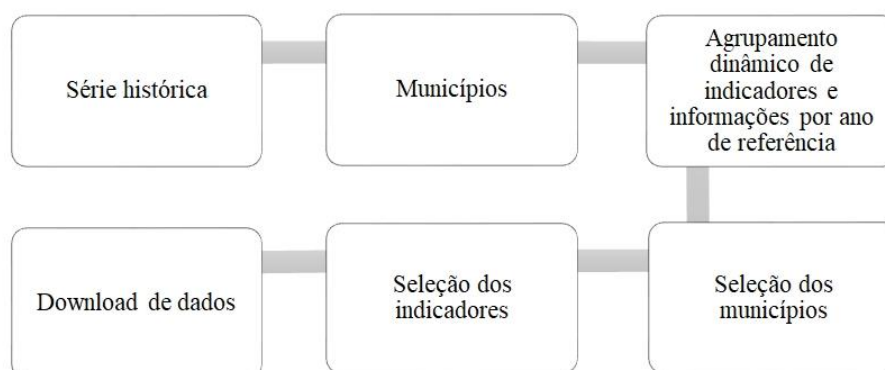 Série histórica
Municípios
Agrupamento
dinâmico de
indicadores e
informações por ano
de referência
Download de dados
Seleção dos
indicadores
Seleção dos
municípios